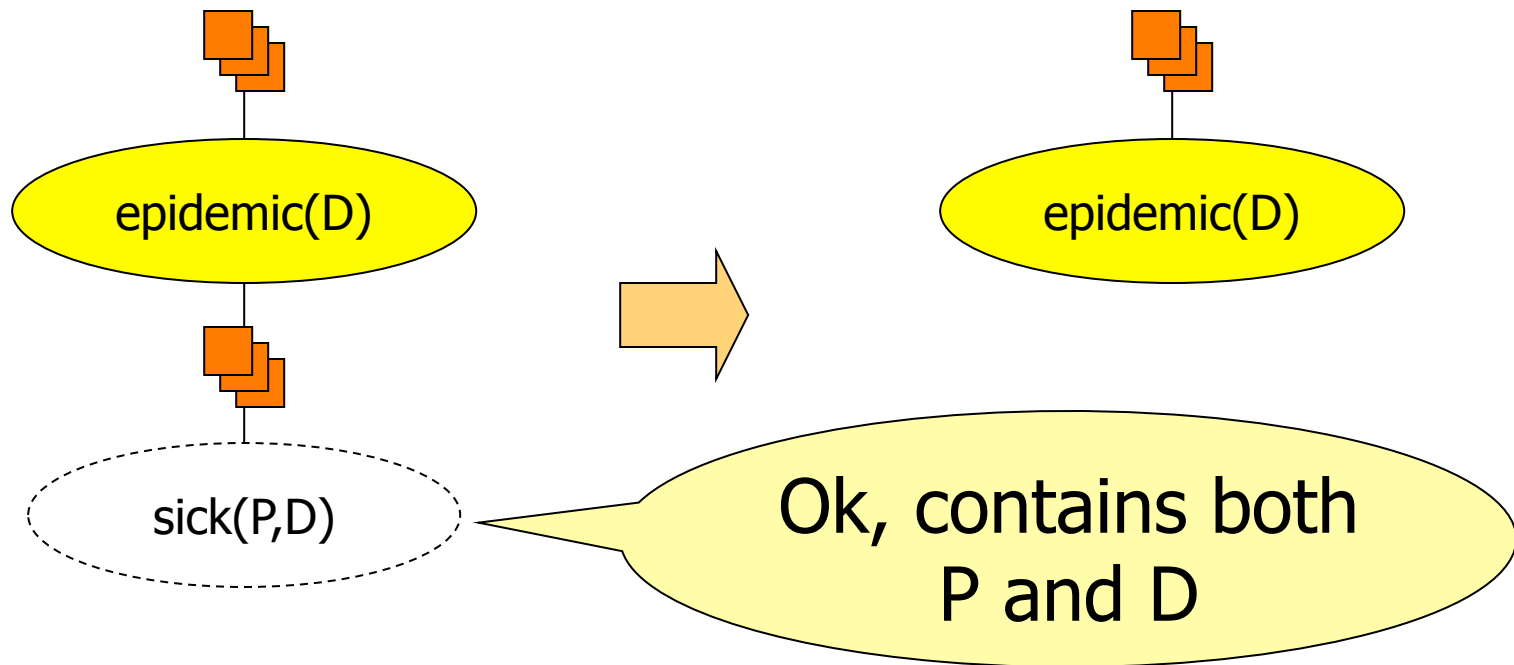 epidemic(D)
epidemic(D)
sick(P,D)
Ok, contains both
P and D